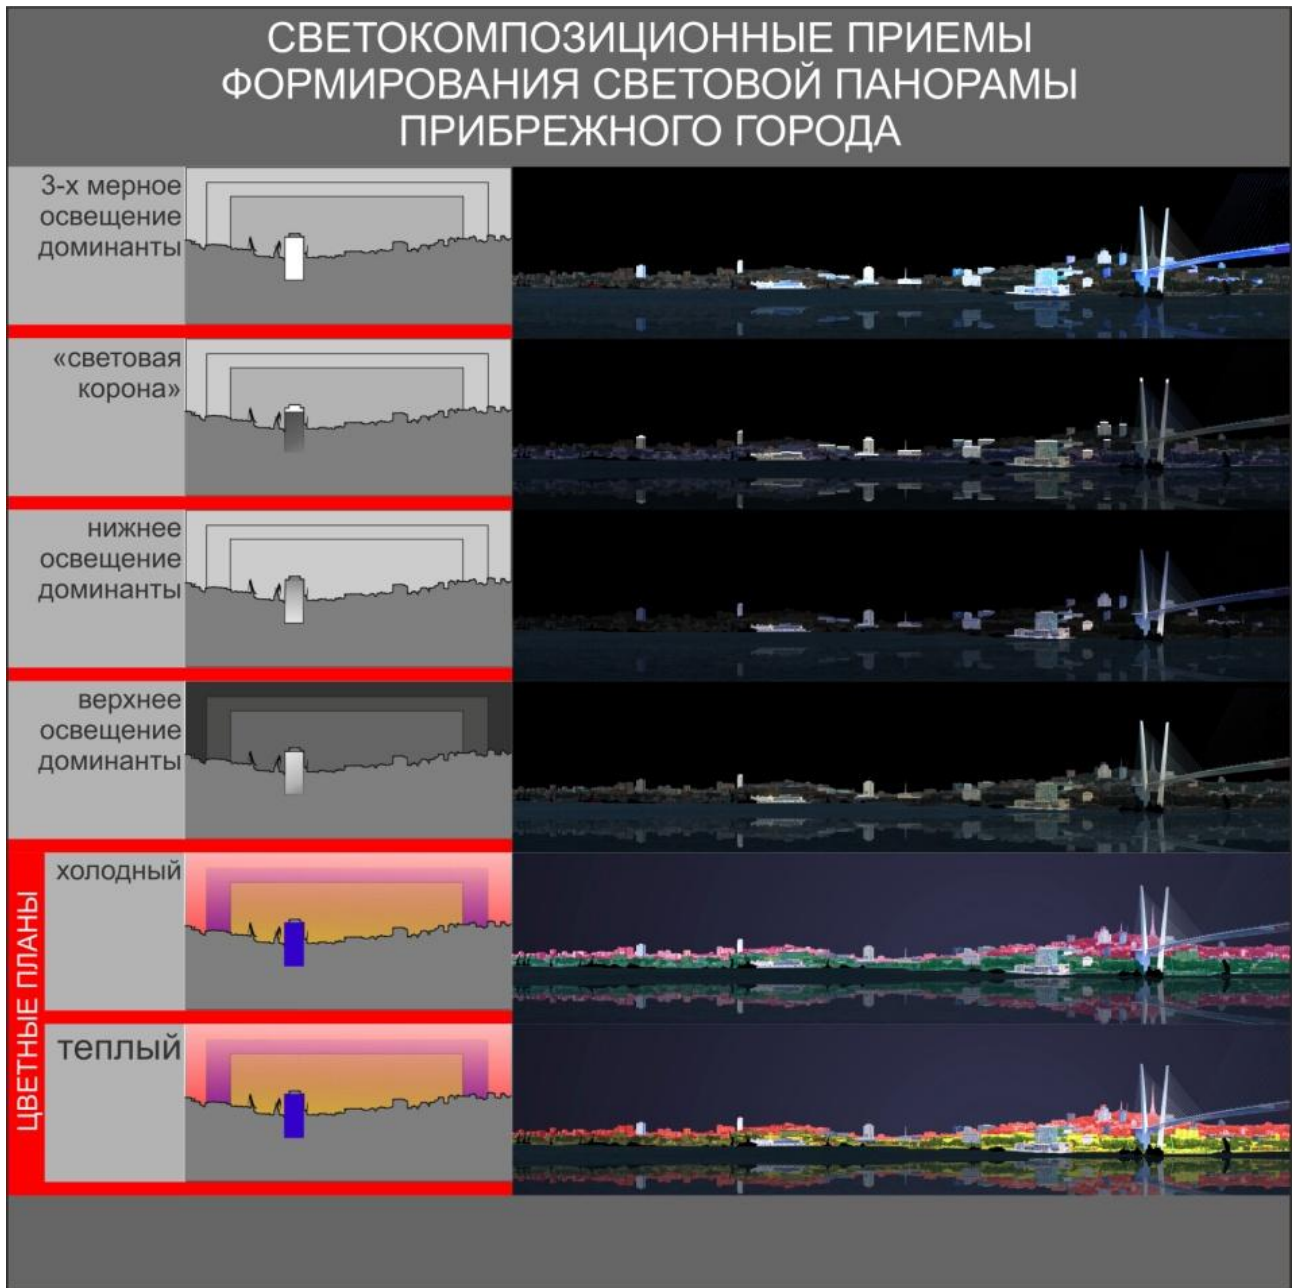 СВЕТОКОМПОЗИЦИОННЫЕ ПРИЕМЫ
ФОРМИРОВАНИЯ СВЕТОВОЙ ПАНОРАМЫ
ПРИБРЕЖНОГО ГОРОДА
3-х мерное
освещение
доминанты
«световая
корона»
нижнее
освещение
доминанты
верхнее
освещение
доминанты
ЦВЕТНЫЕ ПЛАНЫ
холодный
теплый